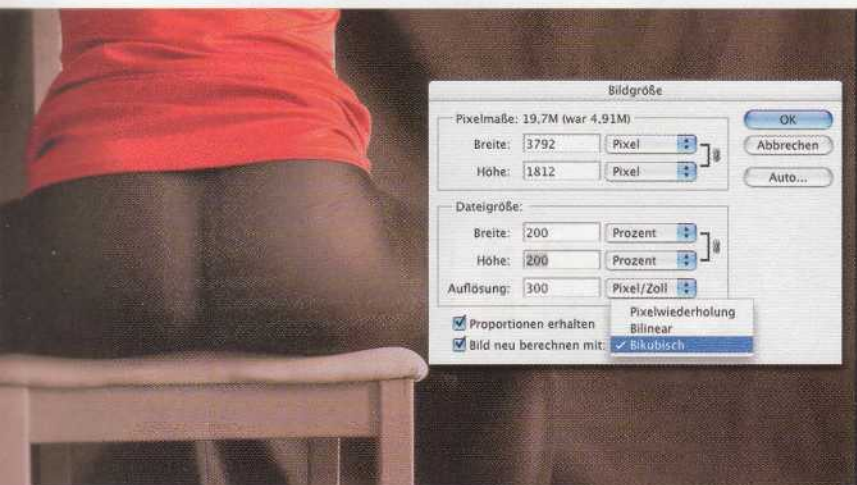 Bildgröße
Pixelmaße: 19,7M (war 4,91M)
Breite: 3792 Pixel
Höhe: 1812 Pixel
OK
Abbrechen
Auto...
Dateigröße:
Breite: 200 Prozent
Höhe: 200 Prozent
Auflösung: 300 Pixel/Zoll
Proportionen erhalten
Bild neu berechnen mit:
Pixelwiederholung
Bilinear
✓ Bikubisch